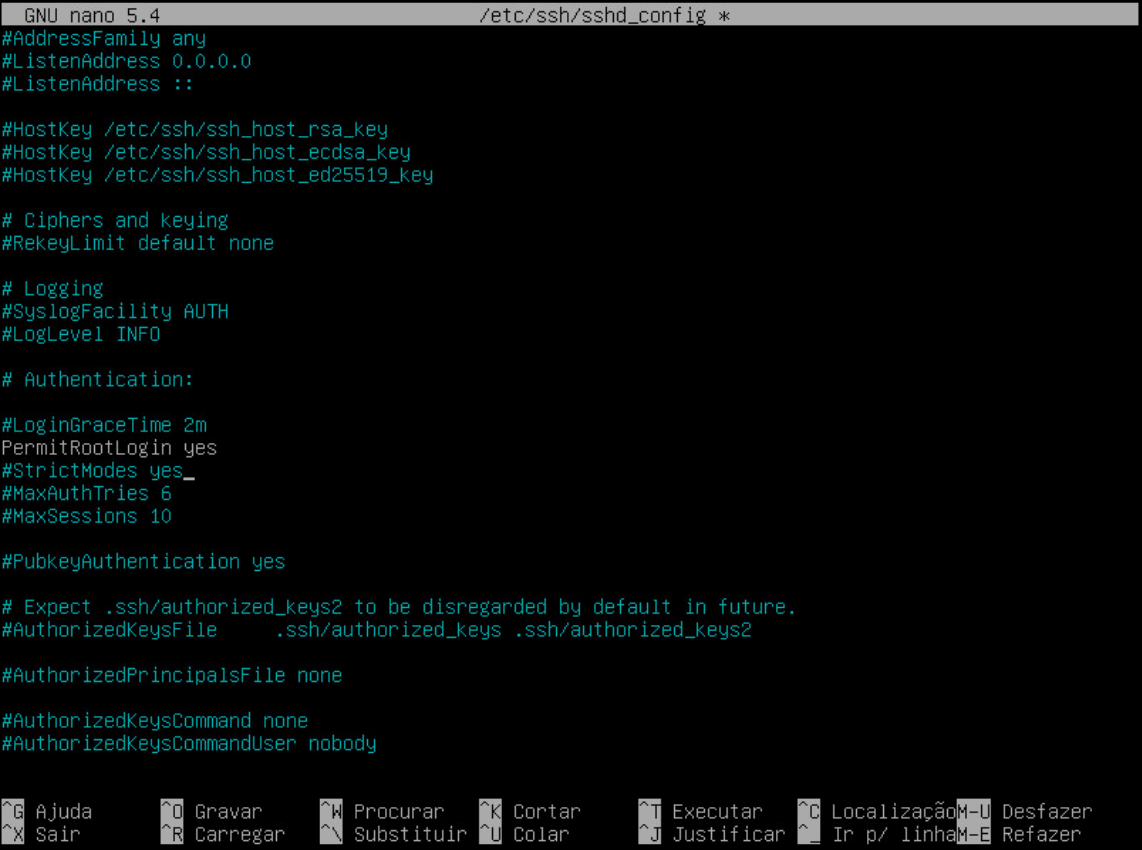 GNU nano 5.4 /etc/ssh/sshd_config *
#AddressFamily any
#ListenAddress 0.0.0.0
#ListenAddress ::
#HostKey /etc/ssh/ssh_host_rsa_key
#HostKey /etc/ssh/ssh_host_ecdsa_key
#HostKey /etc/ssh/ssh_host_ed25519_key
# Ciphers and keying
#RekeyLimit default none
# Logging
#SyslogFacility AUTH
#LogLevel INFO
# Authentication:
#LoginGraceTime 2m
PermitRootLogin yes
#StrictModes yes
#MaxAuthTries 6
#MaxSessions 10
#PubkeyAuthentication yes
# Expect .ssh/authorized_keys2 to be disregarded by default in future.
#AuthorizedKeysFile .ssh/authorized_keys .ssh/authorized_keys2
#AuthorizedPrincipalsFile none
#AuthorizedKeysCommand none
#AuthorizedKeysCommandUser nobody
^G Ajuda ^O Gravar ^W Procurar ^K Cortar ^T Executar ^C Localização M-U Desfazer
^X Sair ^R Carregar ^\ Substituir ^U Colar ^J Justificar ^_ Ir p/ linha M-E Refazer